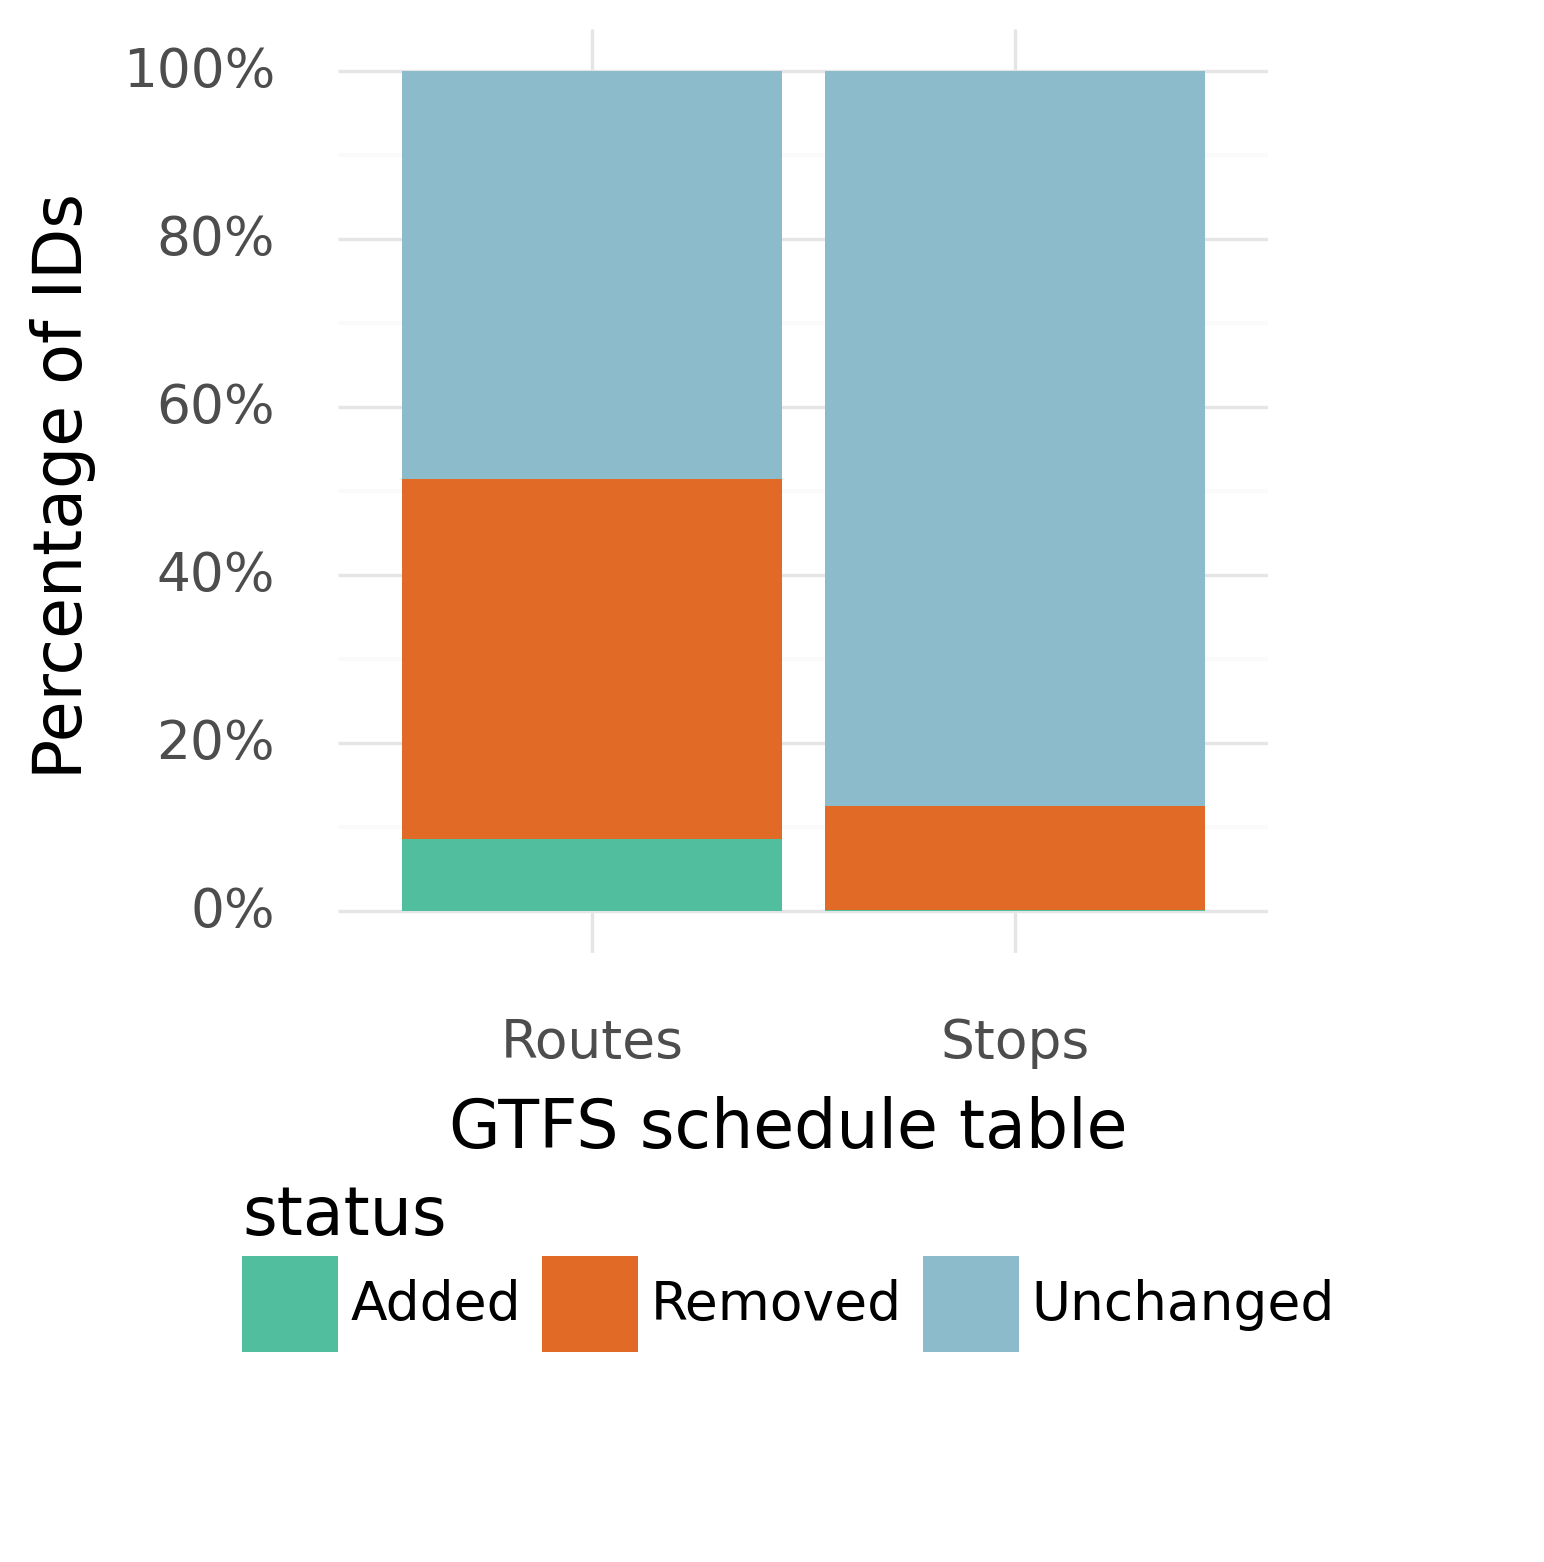 Percentage of IDs
100%
80%
60%
40%
20%
0%
Routes Stops
GTFS schedule table
status
Added Removed Unchanged